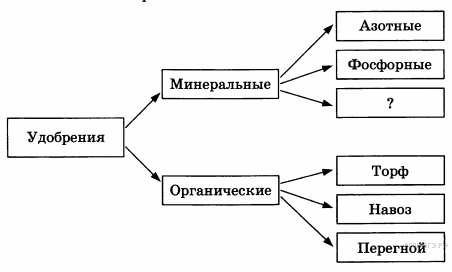 Азотные
Фосфорные
Минеральные
?
Удобрения
Торф
Органические
Навоз
Перегной